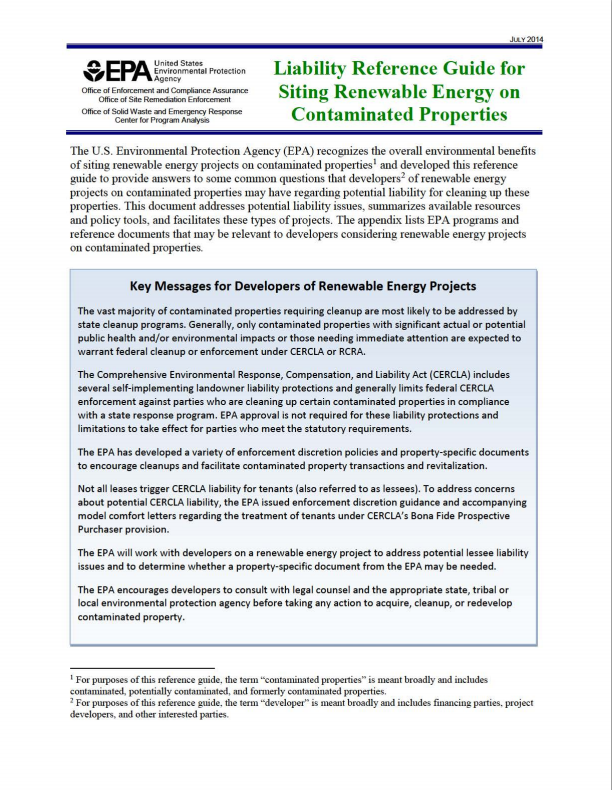 JULY 2014
EPA United States
Environmental Protection
Agency
Office of Enforcement and Compliance Assurance
Office of Site Remediation Enforcement
Office of Solid Waste and Emergency Response
Center for Program Analysis
Liability Reference Guide for
Siting Renewable Energy on
Contaminated Properties
The U.S. Environmental Protection Agency (EPA) recognizes the overall environmental benefits
of siting renewable energy projects on contaminated properties1 and developed this reference
guide to provide answers to some common questions that developers2 of renewable energy
projects on contaminated properties may have regarding potential liability for cleaning up these
properties. This document addresses potential liability issues, summarizes available resources
and policy tools, and facilitates these types of projects. The appendix lists EPA programs and
reference documents that may be relevant to developers considering renewable energy projects
on contaminated properties.
Key Messages for Developers of Renewable Energy Projects
The vast majority of contaminated properties requiring cleanup are most likely to be addressed by
state cleanup programs. Generally, only contaminated properties with significant actual or potential
public health and/or environmental impacts or those needing immediate attention are expected to
warrant federal cleanup or enforcement under CERCLA or RCRA.
The Comprehensive Environmental Response, Compensation, and Liability Act (CERCLA) includes
several self-implementing landowner liability protections and generally limits federal CERCLA
enforcement against parties who are cleaning up certain contaminated properties in compliance
with a state response program. EPA approval is not required for these liability protections and
limitations to take effect for parties who meet the statutory requirements.
The EPA has developed a variety of enforcement discretion policies and property-specific documents
to encourage cleanups and facilitate contaminated property transactions and revitalization.
Not all leases trigger CERCLA liability for tenants (also referred to as lessees). To address concerns
about potential CERCLA liability, the EPA issued enforcement discretion guidance and accompanying
model comfort letters regarding the treatment of tenants under CERCLA's Bona Fide Prospective
Purchaser provision.
The EPA will work with developers on a renewable energy project to address potential lessee liability
issues and to determine whether a property-specific document from the EPA may be needed.
The EPA encourages developers to consult with legal counsel and the appropriate state, tribal or
local environmental protection agency before taking any action to acquire, cleanup, or redevelop
contaminated property.
1 For purposes of this reference guide, the term “contaminated properties” is meant broadly and includes
contaminated, potentially contaminated, and formerly contaminated properties.
2 For purposes of this reference guide, the term “developer” is meant broadly and includes financing parties, project
developers, and other interested parties.